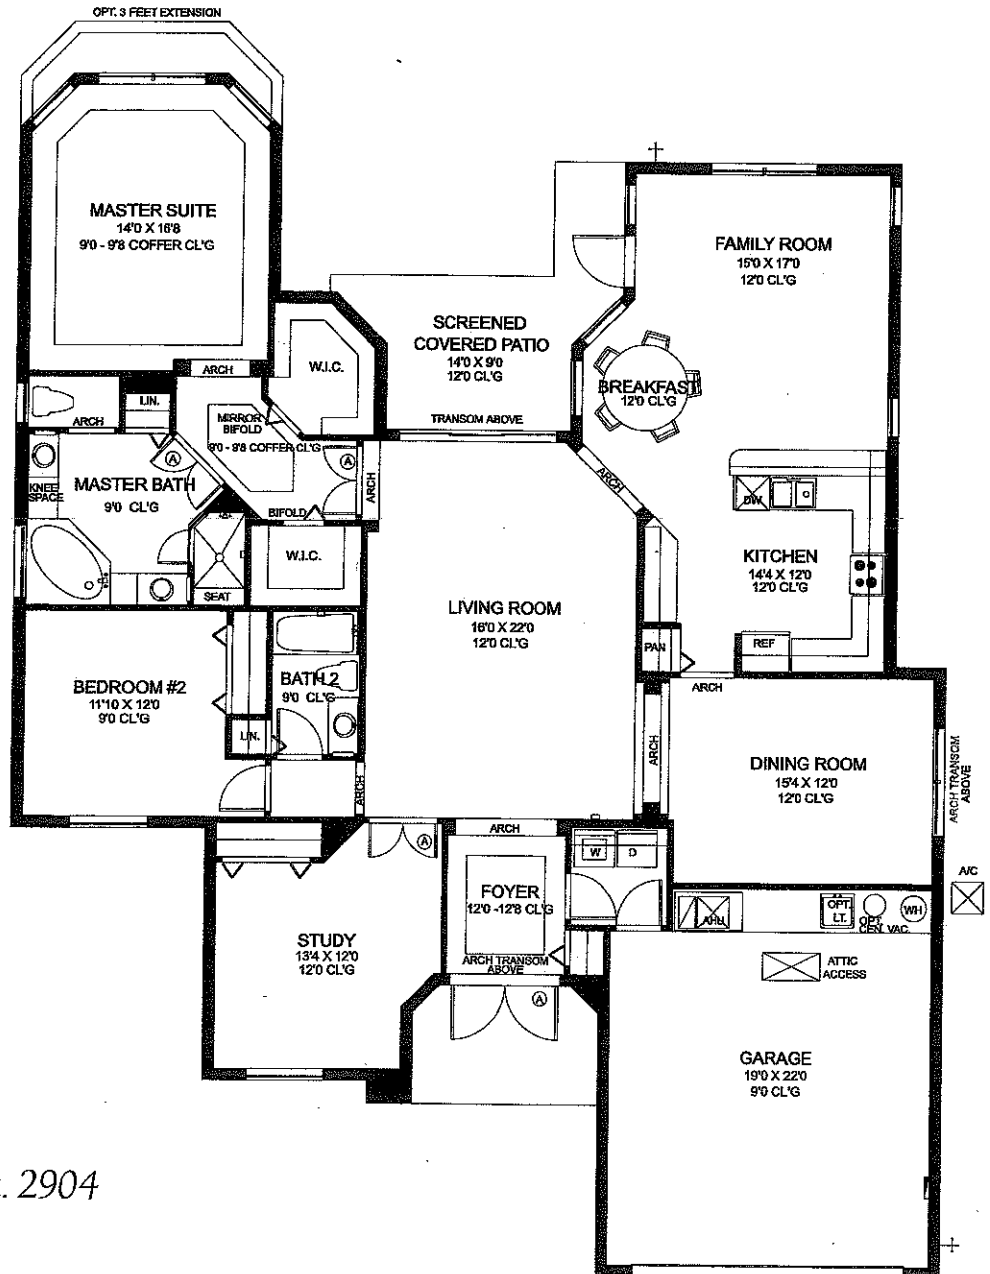 OPT. 3 FEET EXTENSION
MASTER SUITE
14'0 X 16'8
9'0 - 9'8 COFFER CL'G
FAMILY ROOM
15'0 X 17'0
12'0 CL'G
SCREENED
COVERED PATIO
14'0 X 9'0
12'0 CL'G
TRANSOM ABOVE
BREAKFAST
12'0 CL'G
ARCH
W.I.C.
LIN.
ARCH
MIRROR
BIFOLD
9'0 - 9'8 COFFER CL'G
A
A
ARCH
ARCH
KNEE
SPACE
MASTER BATH
9'0 CL'G
BIFOLD
W.I.C.
SEAT
DW
KITCHEN
14'4 X 12'0
12'0 CL'G
LIVING ROOM
16'0 X 22'0
12'0 CL'G
PAN
REF
ARCH
BEDROOM #2
11'10 X 12'0
9'0 CL'G
BATH 2
9'0 CL'G
LIN.
ARCH
ARCH
DINING ROOM
15'4 X 12'0
12'0 CL'G
ARCH TRANSOM
ABOVE
A/C
ARCH
A
W
D
FOYER
12'0 -12'8 CL'G
ARCH TRANSOM
ABOVE
A
STUDY
13'4 X 12'0
12'0 CL'G
AHU
OPT.
LT.
OPT.
CEN. VAC.
WH
ATTIC
ACCESS
GARAGE
19'0 X 22'0
9'0 CL'G
. 2904